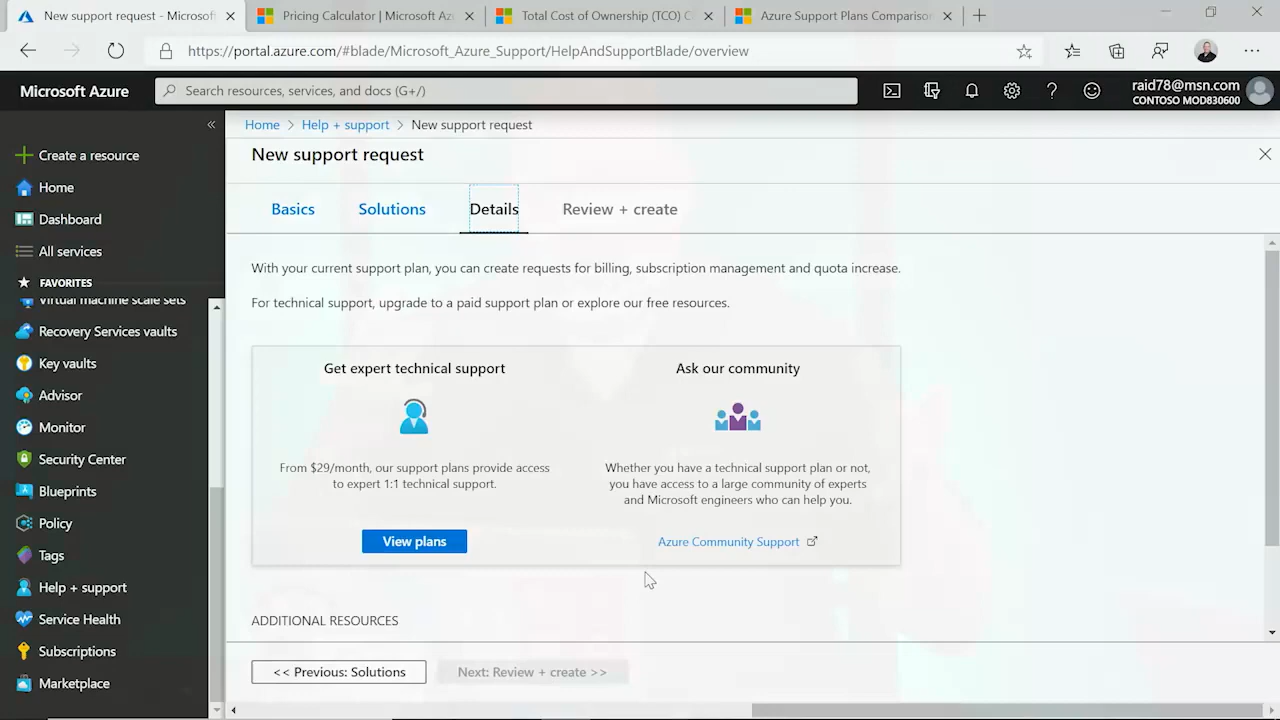 New support request - Microsof
Pricing Calculator | Microsoft Az
Total Cost of Ownership (TCO) C
Azure Support Plans Comparison
https://portal.azure.com/#blade/Microsoft_Azure_Support/HelpAndSupportBlade/overview
Microsoft Azure
Search resources, services, and docs (G+/)
raid78@msn.com
CONTOSO MOD830600
Home > Help + support > New support request
New support request
Create a resource
Home
Dashboard
All services
FAVORITES
Virtual machine scale sets
Recovery Services vaults
Key vaults
Advisor
Monitor
Security Center
Blueprints
Policy
Tags
Help + support
Service Health
Subscriptions
Marketplace
Basics
Solutions
Details
Review + create
With your current support plan, you can create requests for billing, subscription management and quota increase.
For technical support, upgrade to a paid support plan or explore our free resources.
Get expert technical support
From $29/month, our support plans provide access
to expert 1:1 technical support.
View plans
Ask our community
Whether you have a technical support plan or not,
you have access to a large community of experts
and Microsoft engineers who can help you.
Azure Community Support
ADDITIONAL RESOURCES
<< Previous: Solutions
Next: Review + create >>